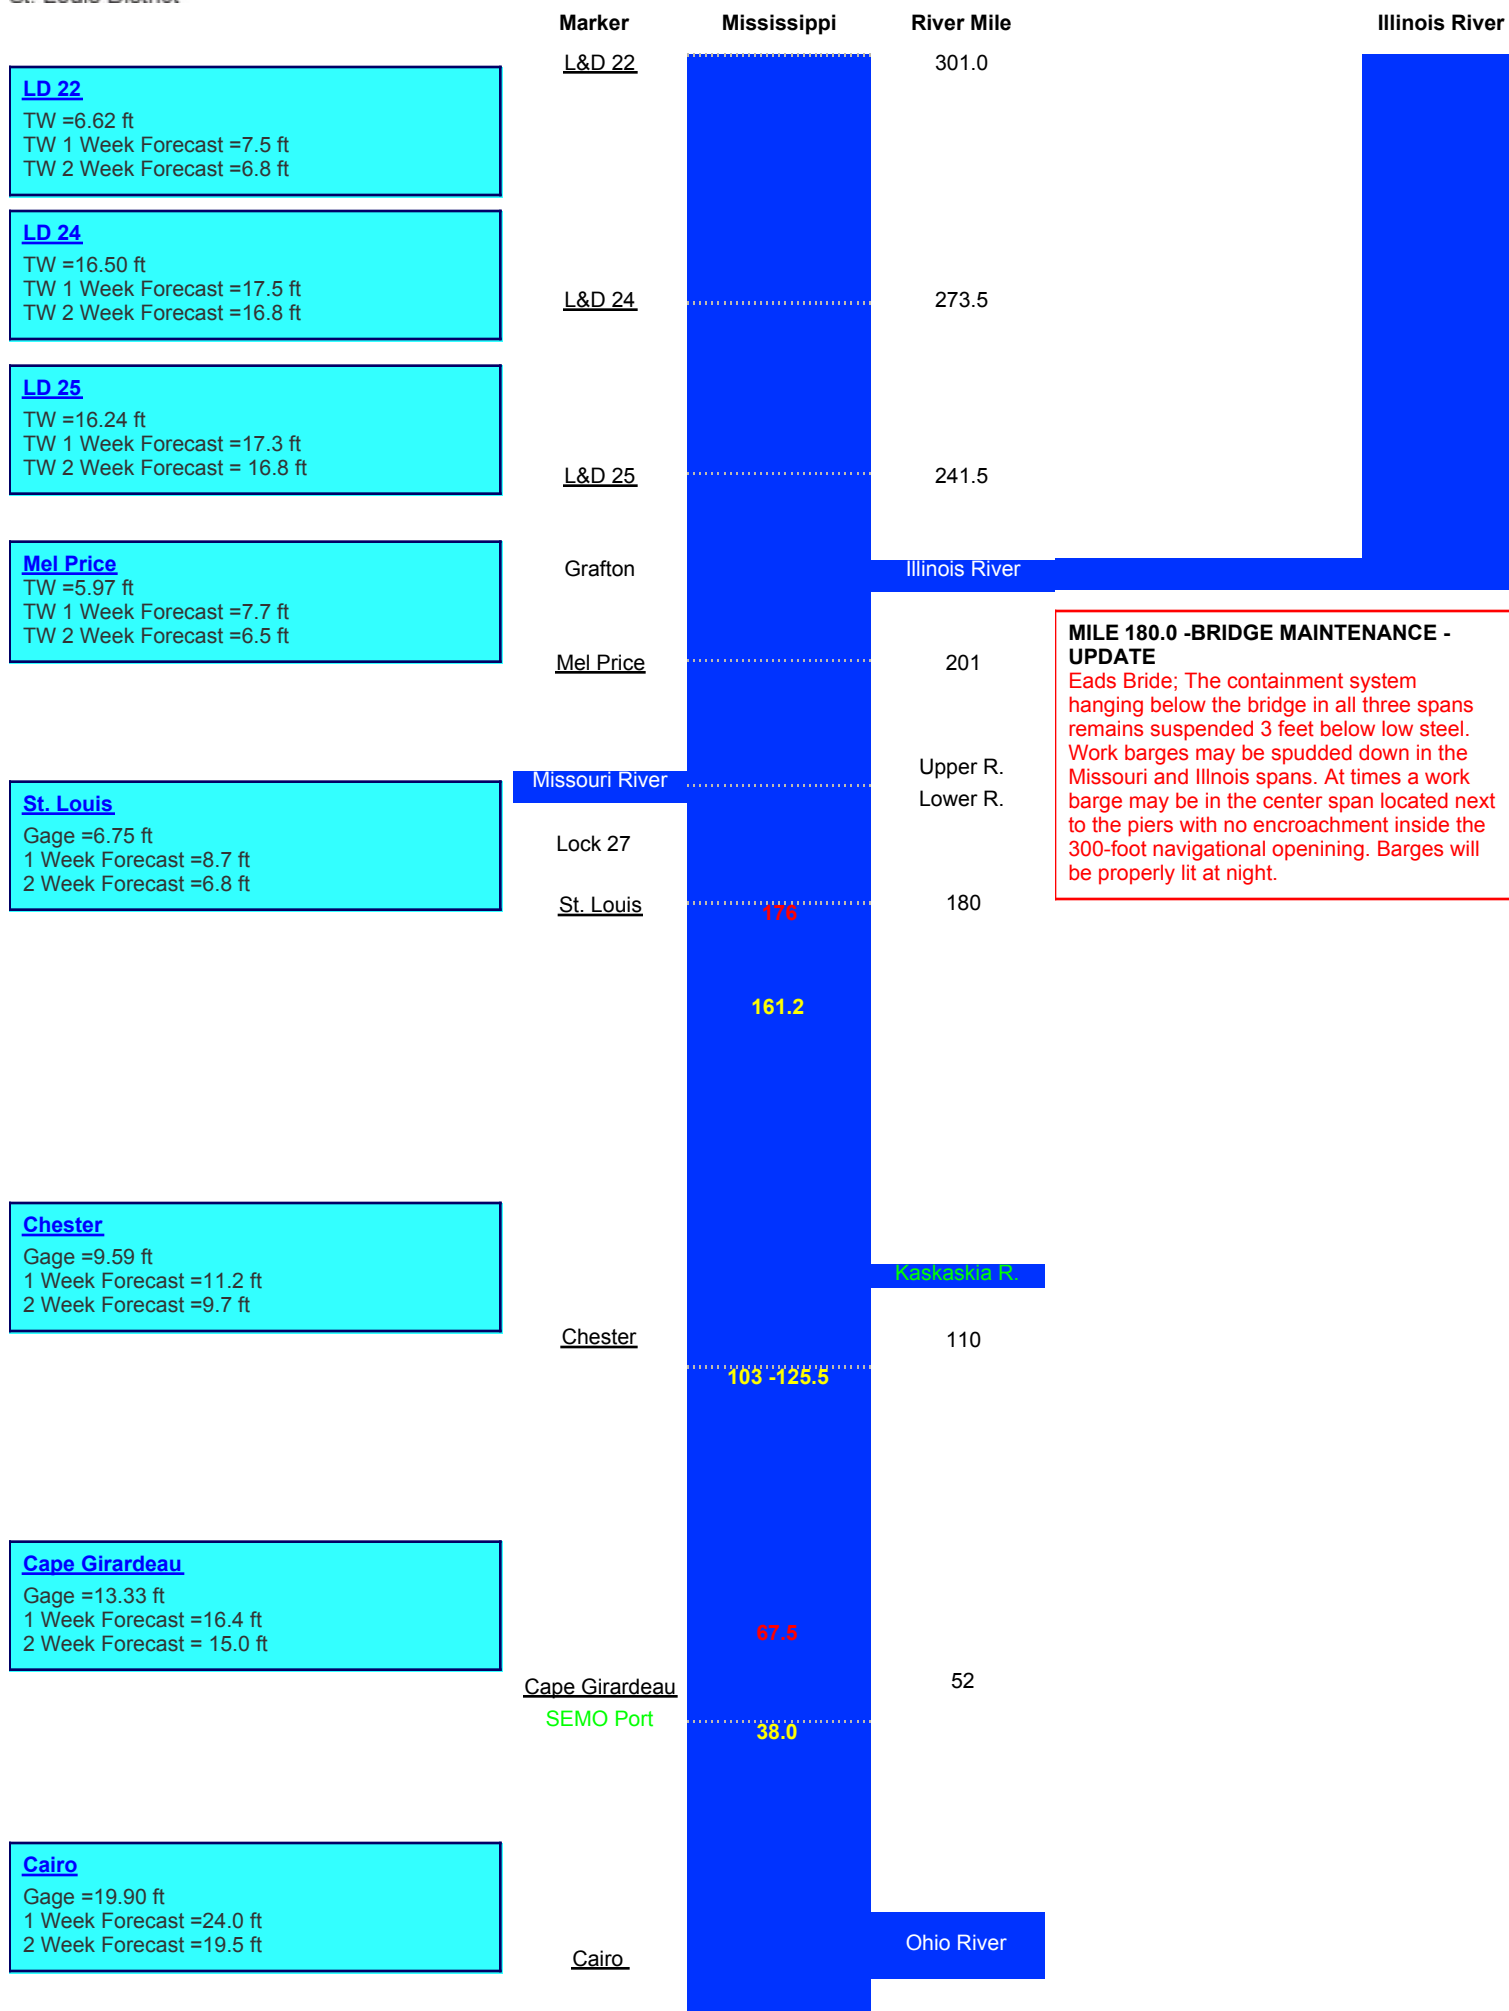 St. Louis District
Marker Mississippi River Mile Illinois River
L&D 22 301.0
LD 22
TW =6.62 ft
TW 1 Week Forecast =7.5 ft
TW 2 Week Forecast =6.8 ft
LD 24
TW =16.50 ft
TW 1 Week Forecast =17.5 ft
TW 2 Week Forecast =16.8 ft
L&D 24 273.5
LD 25
TW =16.24 ft
TW 1 Week Forecast =17.3 ft
TW 2 Week Forecast = 16.8 ft
L&D 25 241.5
Mel Price
TW =5.97 ft
TW 1 Week Forecast =7.7 ft
TW 2 Week Forecast =6.5 ft
Grafton Illinois River
Mel Price 201
MILE 180.0 -BRIDGE MAINTENANCE -
UPDATE
Eads Bride; The containment system
hanging below the bridge in all three spans
remains suspended 3 feet below low steel.
Work barges may be spudded down in the
Missouri and Illnois spans. At times a work
barge may be in the center span located next
to the piers with no encroachment inside the
300-foot navigational openining. Barges will
be properly lit at night.
Upper R.
Missouri River
Lower R.
St. Louis
Gage =6.75 ft
1 Week Forecast =8.7 ft
2 Week Forecast =6.8 ft
Lock 27
St. Louis 180
176
161.2
Chester
Gage =9.59 ft
1 Week Forecast =11.2 ft
2 Week Forecast =9.7 ft
Kaskaskia R.
Chester 110
103 -125.5
Cape Girardeau
Gage =13.33 ft
1 Week Forecast =16.4 ft
2 Week Forecast = 15.0 ft
67.5
Cape Girardeau 52
SEMO Port
38.0
Cairo
Gage =19.90 ft
1 Week Forecast =24.0 ft
2 Week Forecast =19.5 ft
Ohio River
Cairo